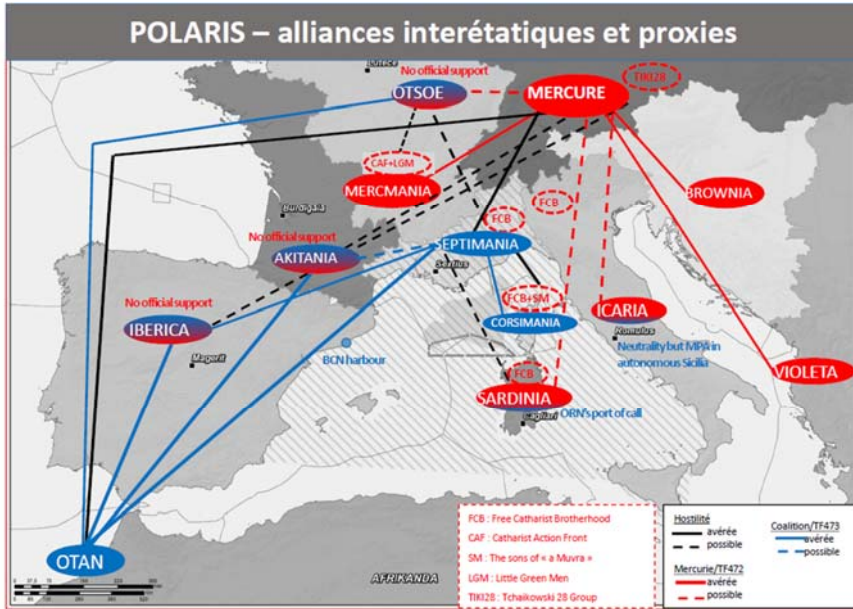 POLARIS – alliances interétatiques et proxies
No official support
OTSOE
MERCURE
TIKI28
CAF+LGM
MERCMANIA
BROWNIA
Burdigala
FCB
FCB
No official support
AKITANIA
SEPTIMANIA
Sextius
No official support
IBERICA
FCB+SM
CORSIMANIA
ICARIA
Romulus
Neutrality but MPA in
autonomous Sicilia
BCN harbour
Magerit
FCB
SARDINIA
Cagliari
ORN's port of call
VIOLETA
OTAN
AFRIKANDA
FCB : Free Catharist Brotherhood
CAF : Catharist Action Front
SM : The sons of « a Muvra »
LGM : Little Green Men
TIKI28 : Tchaikowski 28 Group
Hostilité
avérée
possible
Mercurie/TF472
avérée
possible
Coalition/TF473
avérée
possible